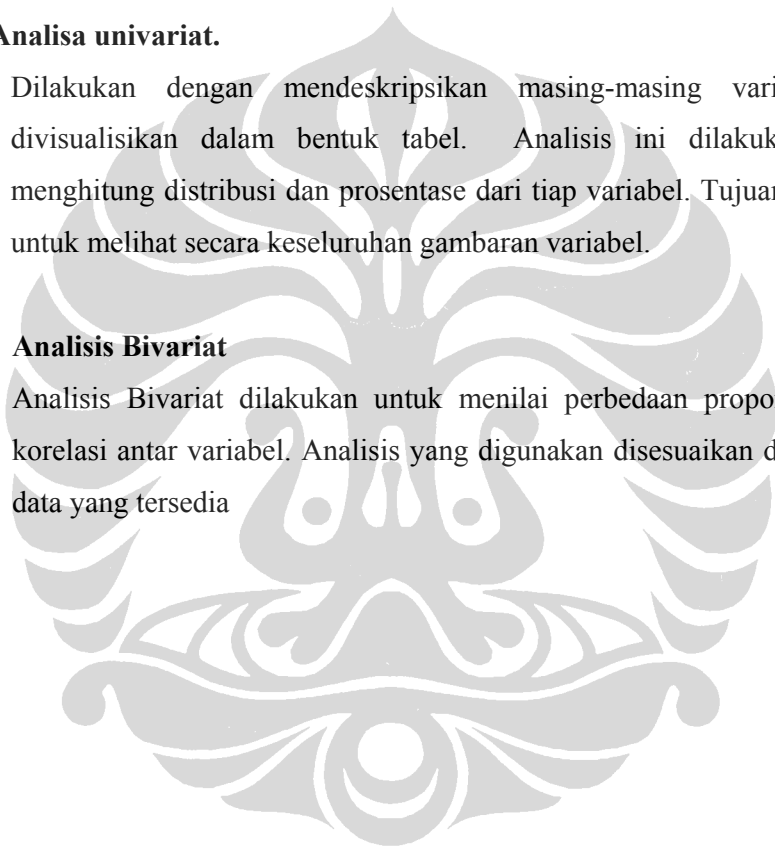 Analisa univariat.
Dilakukan dengan mendeskripsikan masing-masing vari
divisualisikan dalam bentuk tabel. Analisis ini dilakuk
menghitung distribusi dan prosentase dari tiap variabel. Tujuan
untuk melihat secara keseluruhan gambaran variabel.
Analisis Bivariat
Analisis Bivariat dilakukan untuk menilai perbedaan propo
korelasi antar variabel. Analisis yang digunakan disesuaikan d
data yang tersedia